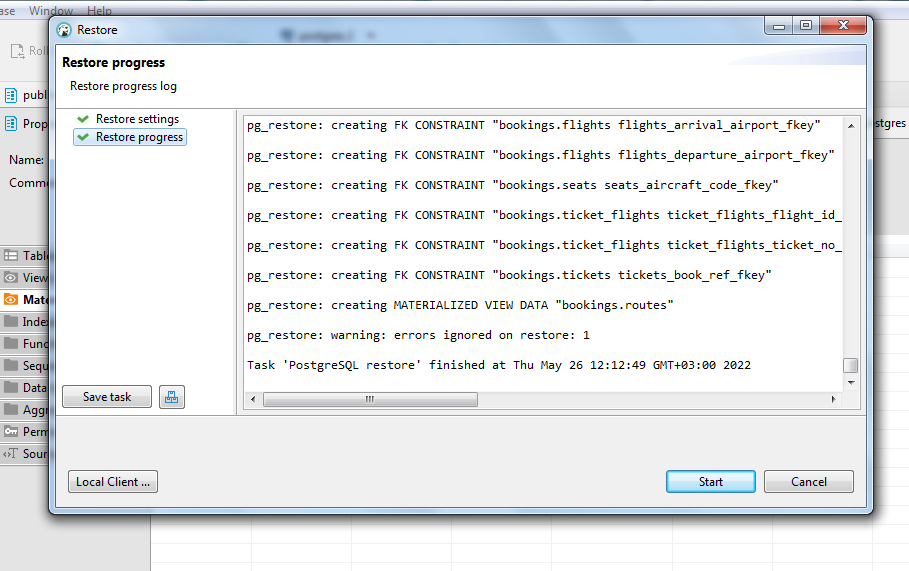 Window Help
Restore
Restore progress
Restore progress log
Restore settings
Restore progress
pg_restore: creating FK CONSTRAINT "bookings.flights flights_arrival_airport_fkey"
pg_restore: creating FK CONSTRAINT "bookings.flights flights_departure_airport_fkey"
pg_restore: creating FK CONSTRAINT "bookings.seats seats_aircraft_code_fkey"
pg_restore: creating FK CONSTRAINT "bookings.ticket_flights ticket_flights_flight_id_
pg_restore: creating FK CONSTRAINT "bookings.ticket_flights ticket_flights_ticket_no_
pg_restore: creating FK CONSTRAINT "bookings.tickets tickets_book_ref_fkey"
pg_restore: creating MATERIALIZED VIEW DATA "bookings.routes"
pg_restore: warning: errors ignored on restore: 1
Task 'PostgreSQL restore' finished at Thu May 26 12:12:49 GMT+03:00 2022
Save task
Local Client ...
Start
Cancel
Roll
publ
Prop
stgres
Name:
Comme
Table
View
Mate
Index
Func
Sequ
Data
Aggr
Perm
Sour